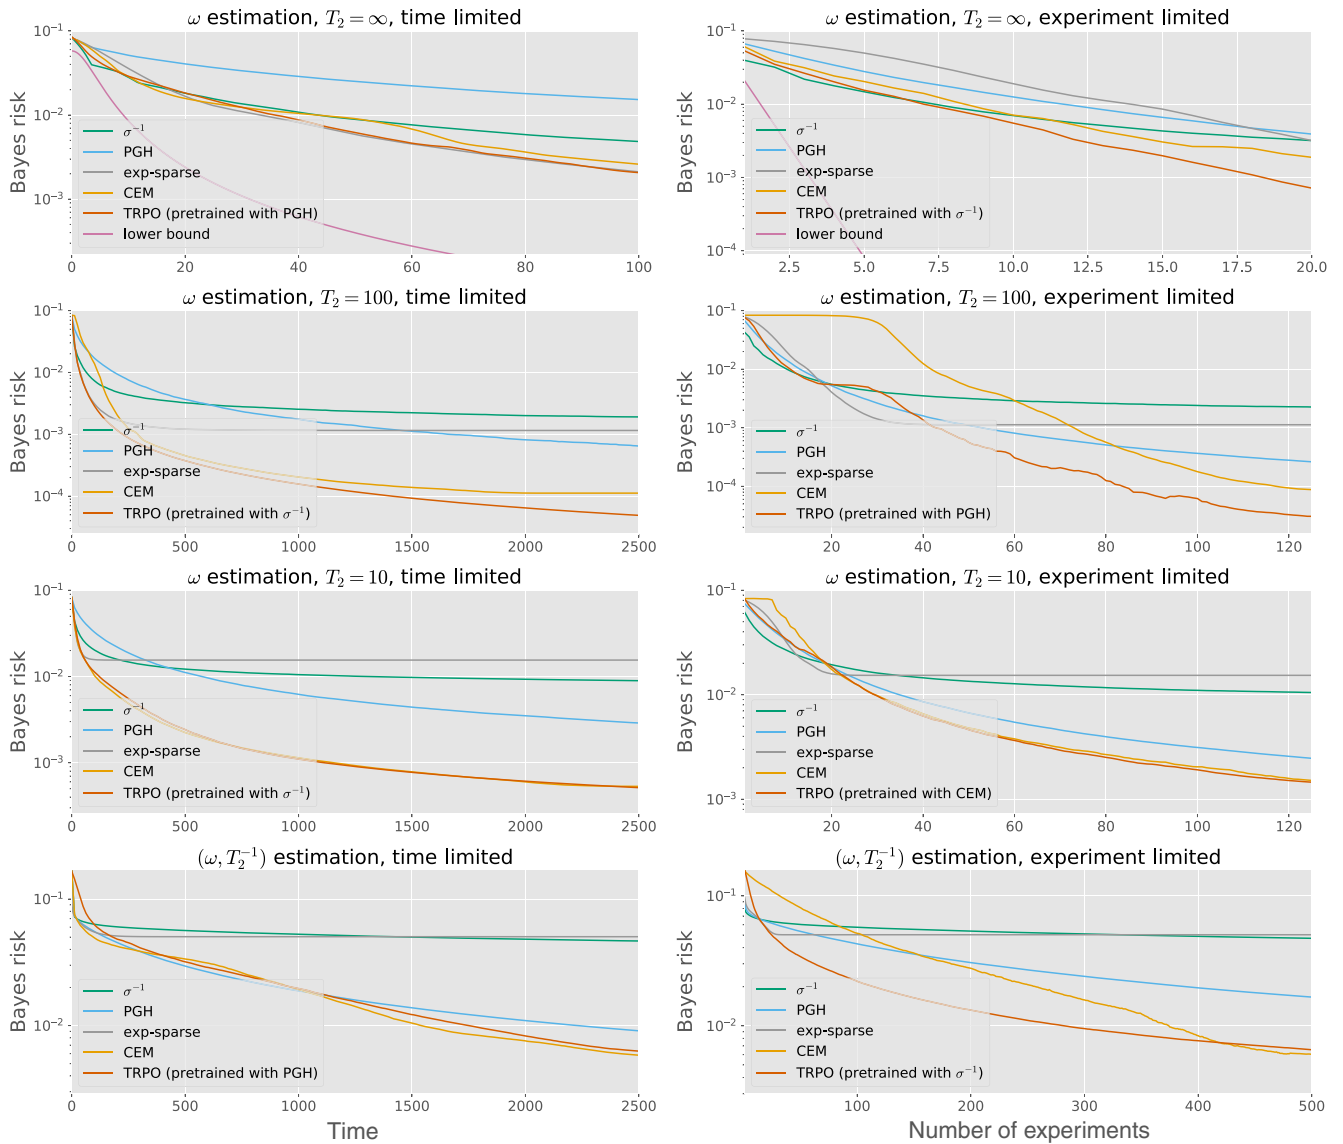 ω estimation, T₂ = ∞, time limited
Bayes risk
10⁻¹
10⁻²
10⁻³
σ⁻¹
PGH
exp-sparse
CEM
TRPO (pretrained with PGH)
lower bound
0 20 40 60 80 100
ω estimation, T₂ = ∞, experiment limited
Bayes risk
10⁻¹
10⁻²
10⁻³
10⁻⁴
σ⁻¹
PGH
exp-sparse
CEM
TRPO (pretrained with σ⁻¹)
lower bound
2.5 5.0 7.5 10.0 12.5 15.0 17.5 20.0
ω estimation, T₂ = 100, time limited
Bayes risk
10⁻¹
10⁻²
10⁻³
10⁻⁴
σ⁻¹
PGH
exp-sparse
CEM
TRPO (pretrained with σ⁻¹)
0 500 1000 1500 2000 2500
ω estimation, T₂ = 100, experiment limited
Bayes risk
10⁻¹
10⁻²
10⁻³
10⁻⁴
σ⁻¹
PGH
exp-sparse
CEM
TRPO (pretrained with PGH)
20 40 60 80 100 120
ω estimation, T₂ = 10, time limited
Bayes risk
10⁻¹
10⁻²
10⁻³
σ⁻¹
PGH
exp-sparse
CEM
TRPO (pretrained with σ⁻¹)
0 500 1000 1500 2000 2500
ω estimation, T₂ = 10, experiment limited
Bayes risk
10⁻¹
10⁻²
10⁻³
σ⁻¹
PGH
exp-sparse
CEM
TRPO (pretrained with CEM)
20 40 60 80 100 120
(ω, T₂⁻¹) estimation, time limited
Bayes risk
10⁻¹
10⁻²
σ⁻¹
PGH
exp-sparse
CEM
TRPO (pretrained with PGH)
0 500 1000 1500 2000 2500
Time
(ω, T₂⁻¹) estimation, experiment limited
Bayes risk
10⁻¹
10⁻²
σ⁻¹
PGH
exp-sparse
CEM
TRPO (pretrained with σ⁻¹)
100 200 300 400 500
Number of experiments